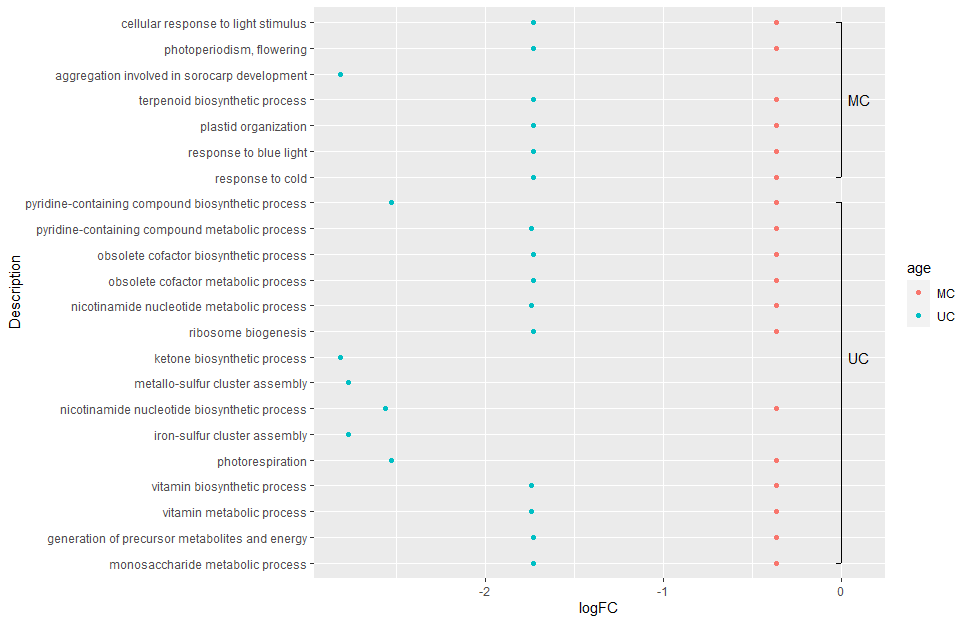 cellular response to light stimulus
photoperiodism, flowering
aggregation involved in sorocarp development
terpenoid biosynthetic process
plastid organization
response to blue light
response to cold
pyridine-containing compound biosynthetic process
pyridine-containing compound metabolic process
obsolete cofactor biosynthetic process
obsolete cofactor metabolic process
nicotinamide nucleotide metabolic process
ribosome biogenesis
ketone biosynthetic process
metallo-sulfur cluster assembly
nicotinamide nucleotide biosynthetic process
iron-sulfur cluster assembly
photorespiration
vitamin biosynthetic process
vitamin metabolic process
generation of precursor metabolites and energy
monosaccharide metabolic process
Description
MC
UC
-2
-1
0
logFC
age
MC
UC